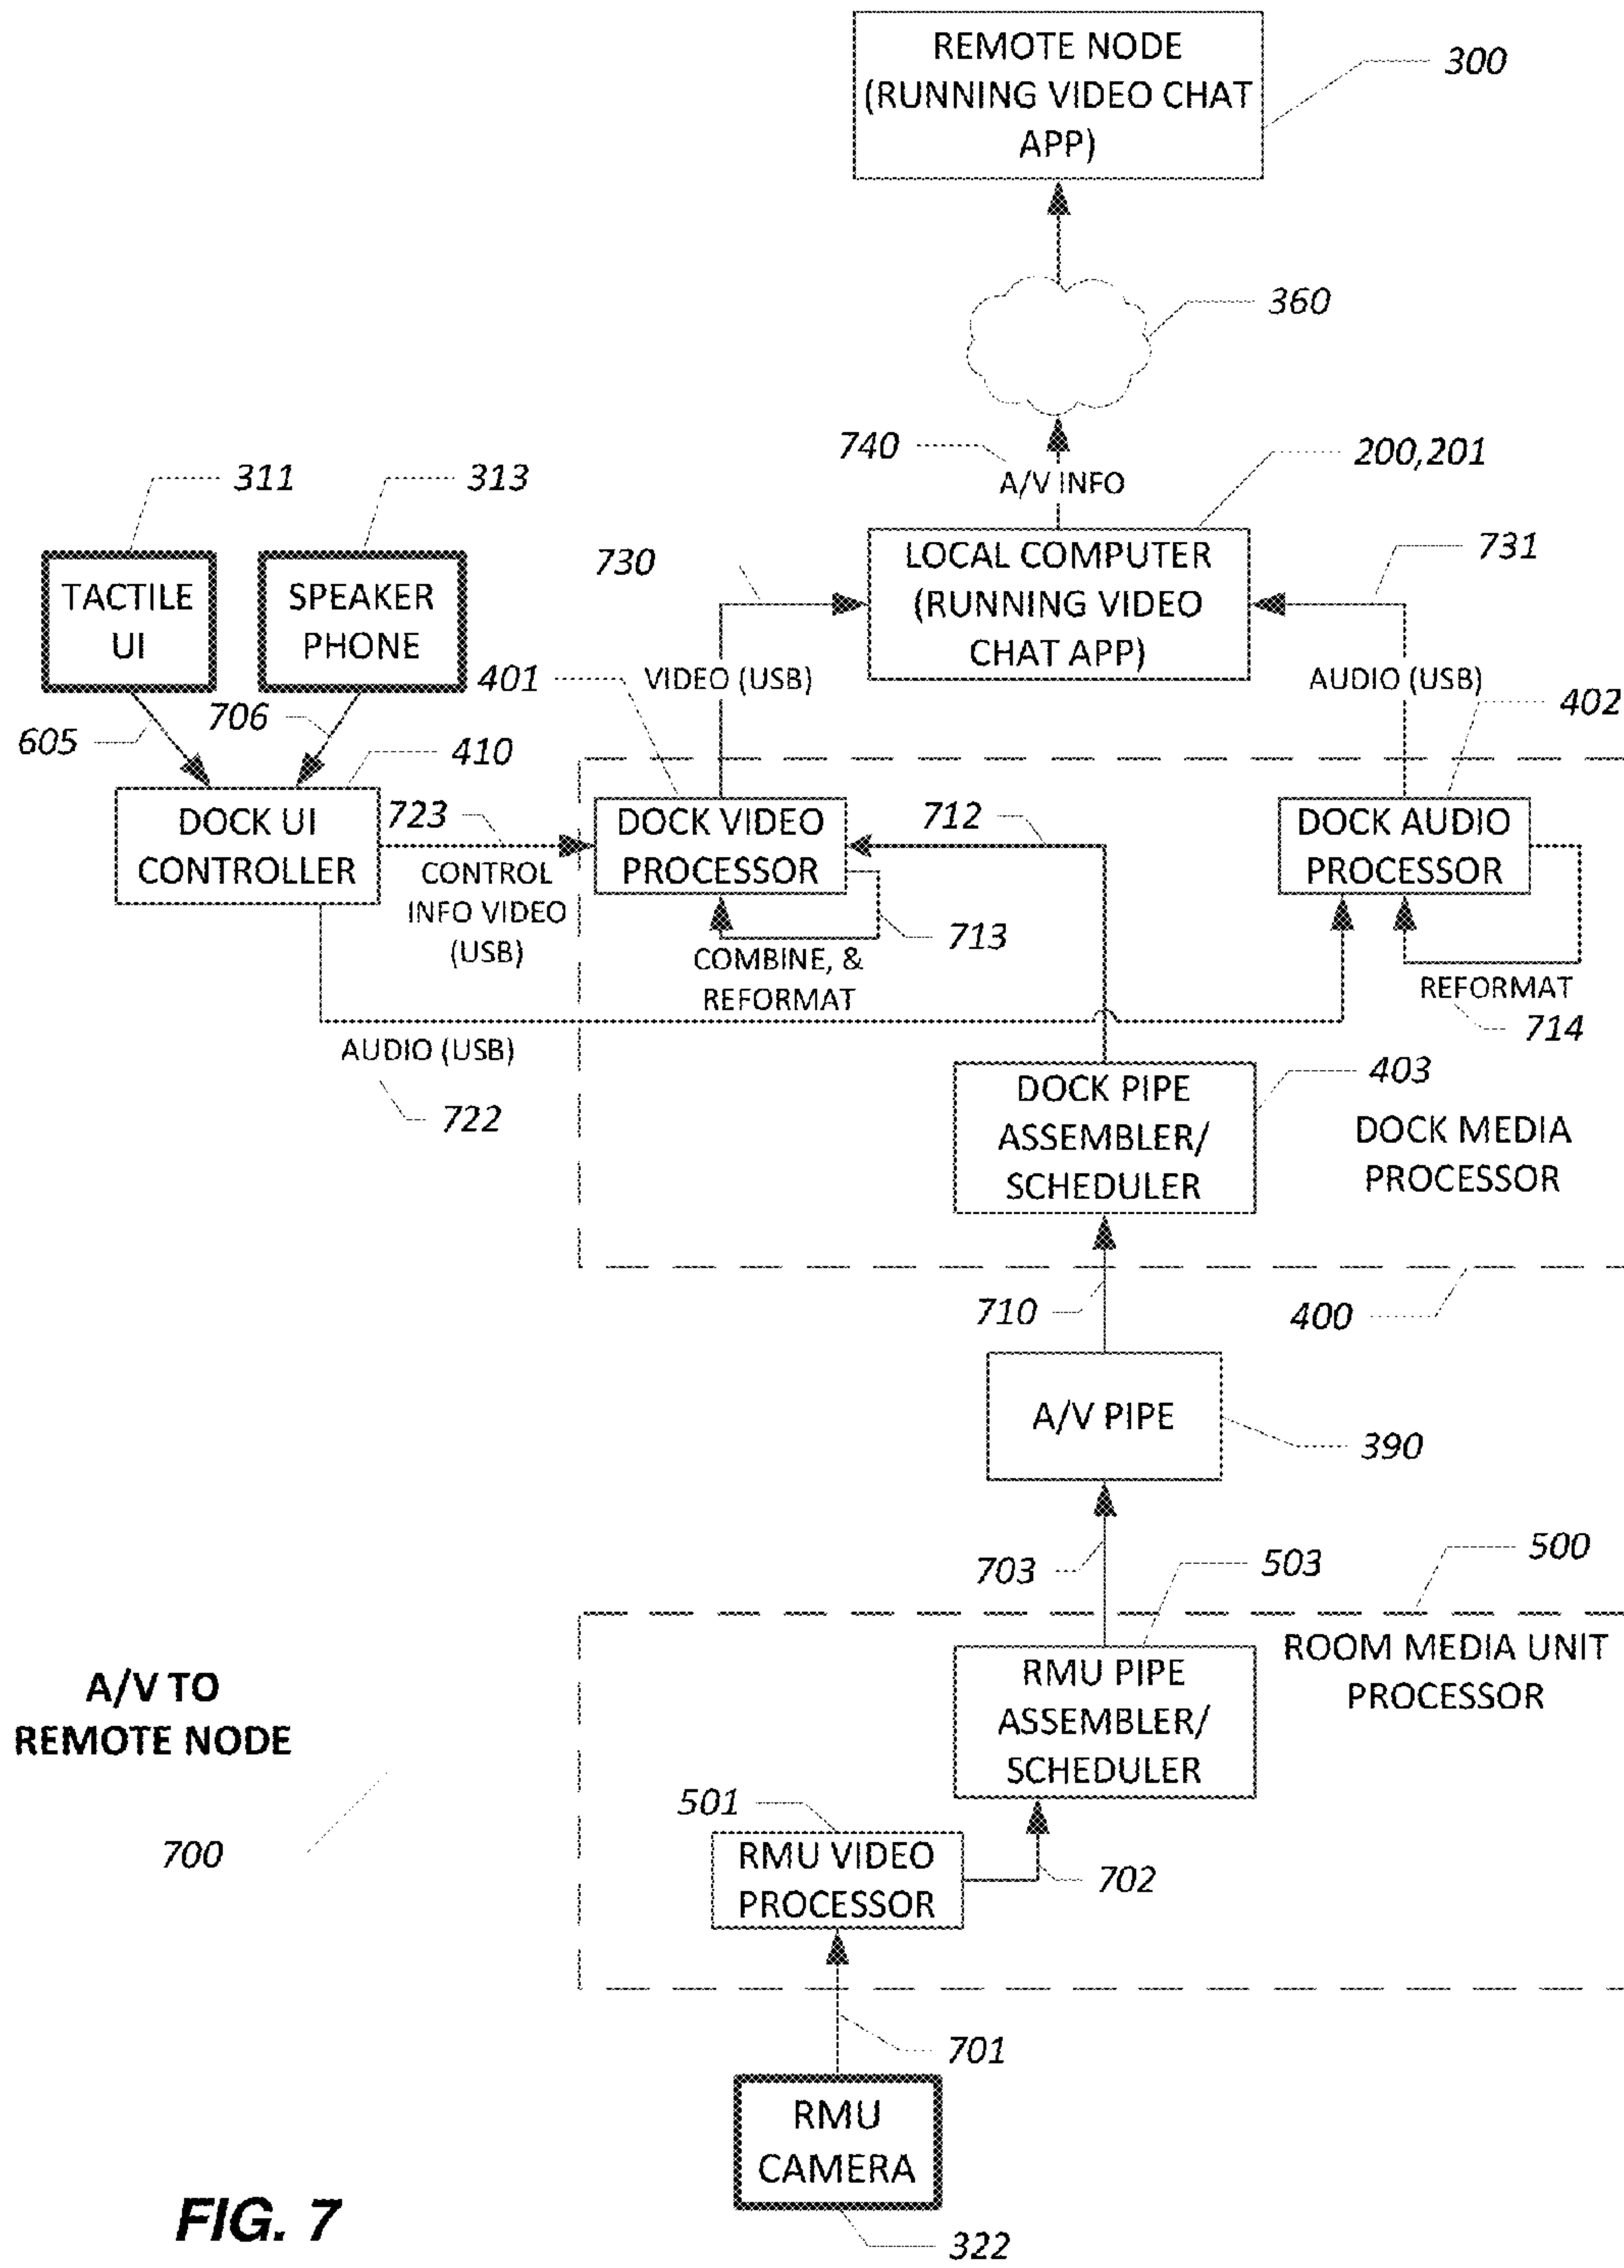 REMOTE NODE
(RUNNING VIDEO CHAT
APP)
300
360
740
A/V INFO
200,201
311
313
TACTILE
UI
SPEAKER
PHONE
730
LOCAL COMPUTER
(RUNNING VIDEO
CHAT APP)
731
401
VIDEO (USB)
AUDIO (USB)
402
605
706
410
DOCK UI
CONTROLLER
723
CONTROL
INFO VIDEO
(USB)
DOCK VIDEO
PROCESSOR
712
DOCK AUDIO
PROCESSOR
713
COMBINE, &
REFORMAT
REFORMAT
714
AUDIO (USB)
722
DOCK PIPE
ASSEMBLER/
SCHEDULER
403
DOCK MEDIA
PROCESSOR
710
400
A/V PIPE
390
703
503
500
RMU PIPE
ASSEMBLER/
SCHEDULER
ROOM MEDIA UNIT
PROCESSOR
A/V TO
REMOTE NODE
700
501
RMU VIDEO
PROCESSOR
702
701
RMU
CAMERA
322
FIG. 7